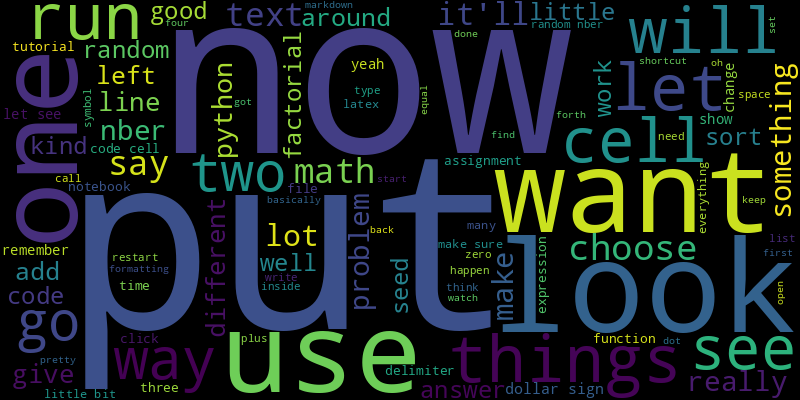 run
good
four
text
markdown
around
it'll
little
random nber
will
set
tutorial
random
now
yeah
done
shortcut
oh
left
one
line
python
factorial
type
latex
equal
work
let
change
space
something
let see
symbol
nber
got
forth
show
kind
code cell
find
cell
need
sort
say
two
math
assignment
call
notebook
file
start
want
everything
keep
put
basically
remember
different
lot
problem
back
many
look
choose
list
first
restart
make sure
add
formatting
well
zero
expression
time
write
inside
seed
happen
think
make
watch
open
code
go
click
use
plus
function
dot
see
pretty
way
delimiter
things
give
three
answer
dollar sign
really
little bit